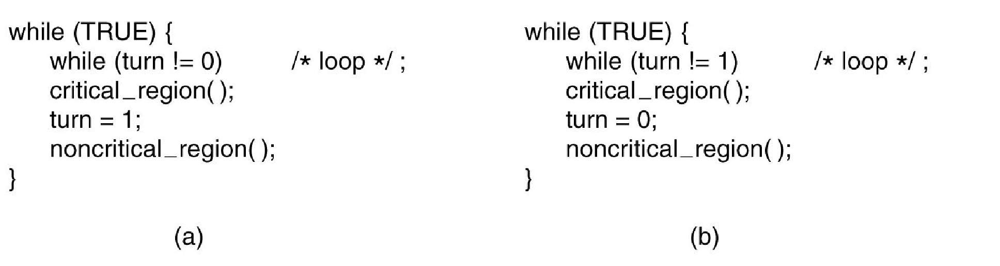 while (TRUE) {
while (turn != 0) /* loop */ ;
critical_region( );
turn = 1;
noncritical_region( );
}
(a)
while (TRUE) {
while (turn != 1) /* loop */ ;
critical_region( );
turn = 0;
noncritical_region( );
}
(b)